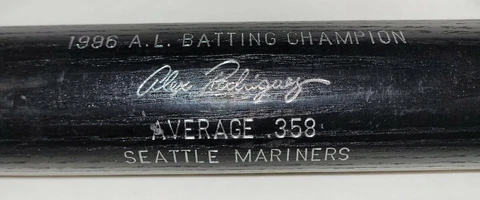 1996 A.L. BATTING CHAMPION
Alex Rodriguez
AVERAGE .358
SEATTLE MARINERS